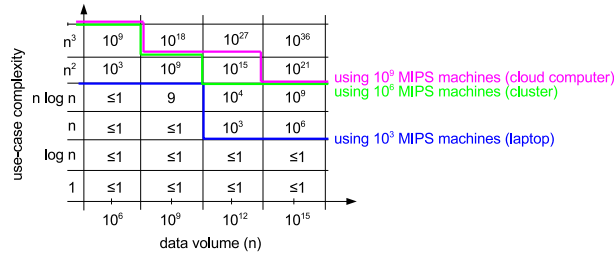 use-case complexity
n³ 10⁹ 10¹⁸ 10²⁷ 10³⁶
n² 10³ 10⁹ 10¹⁵ 10²¹
n log n ≤1 9 10⁴ 10⁹
n ≤1 ≤1 10³ 10⁶
log n ≤1 ≤1 ≤1 ≤1
1 ≤1 ≤1 ≤1 ≤1
10⁶ 10⁹ 10¹² 10¹⁵
data volume (n)
using 10⁹ MIPS machines (cloud computer)
using 10⁶ MIPS machines (cluster)
using 10³ MIPS machines (laptop)